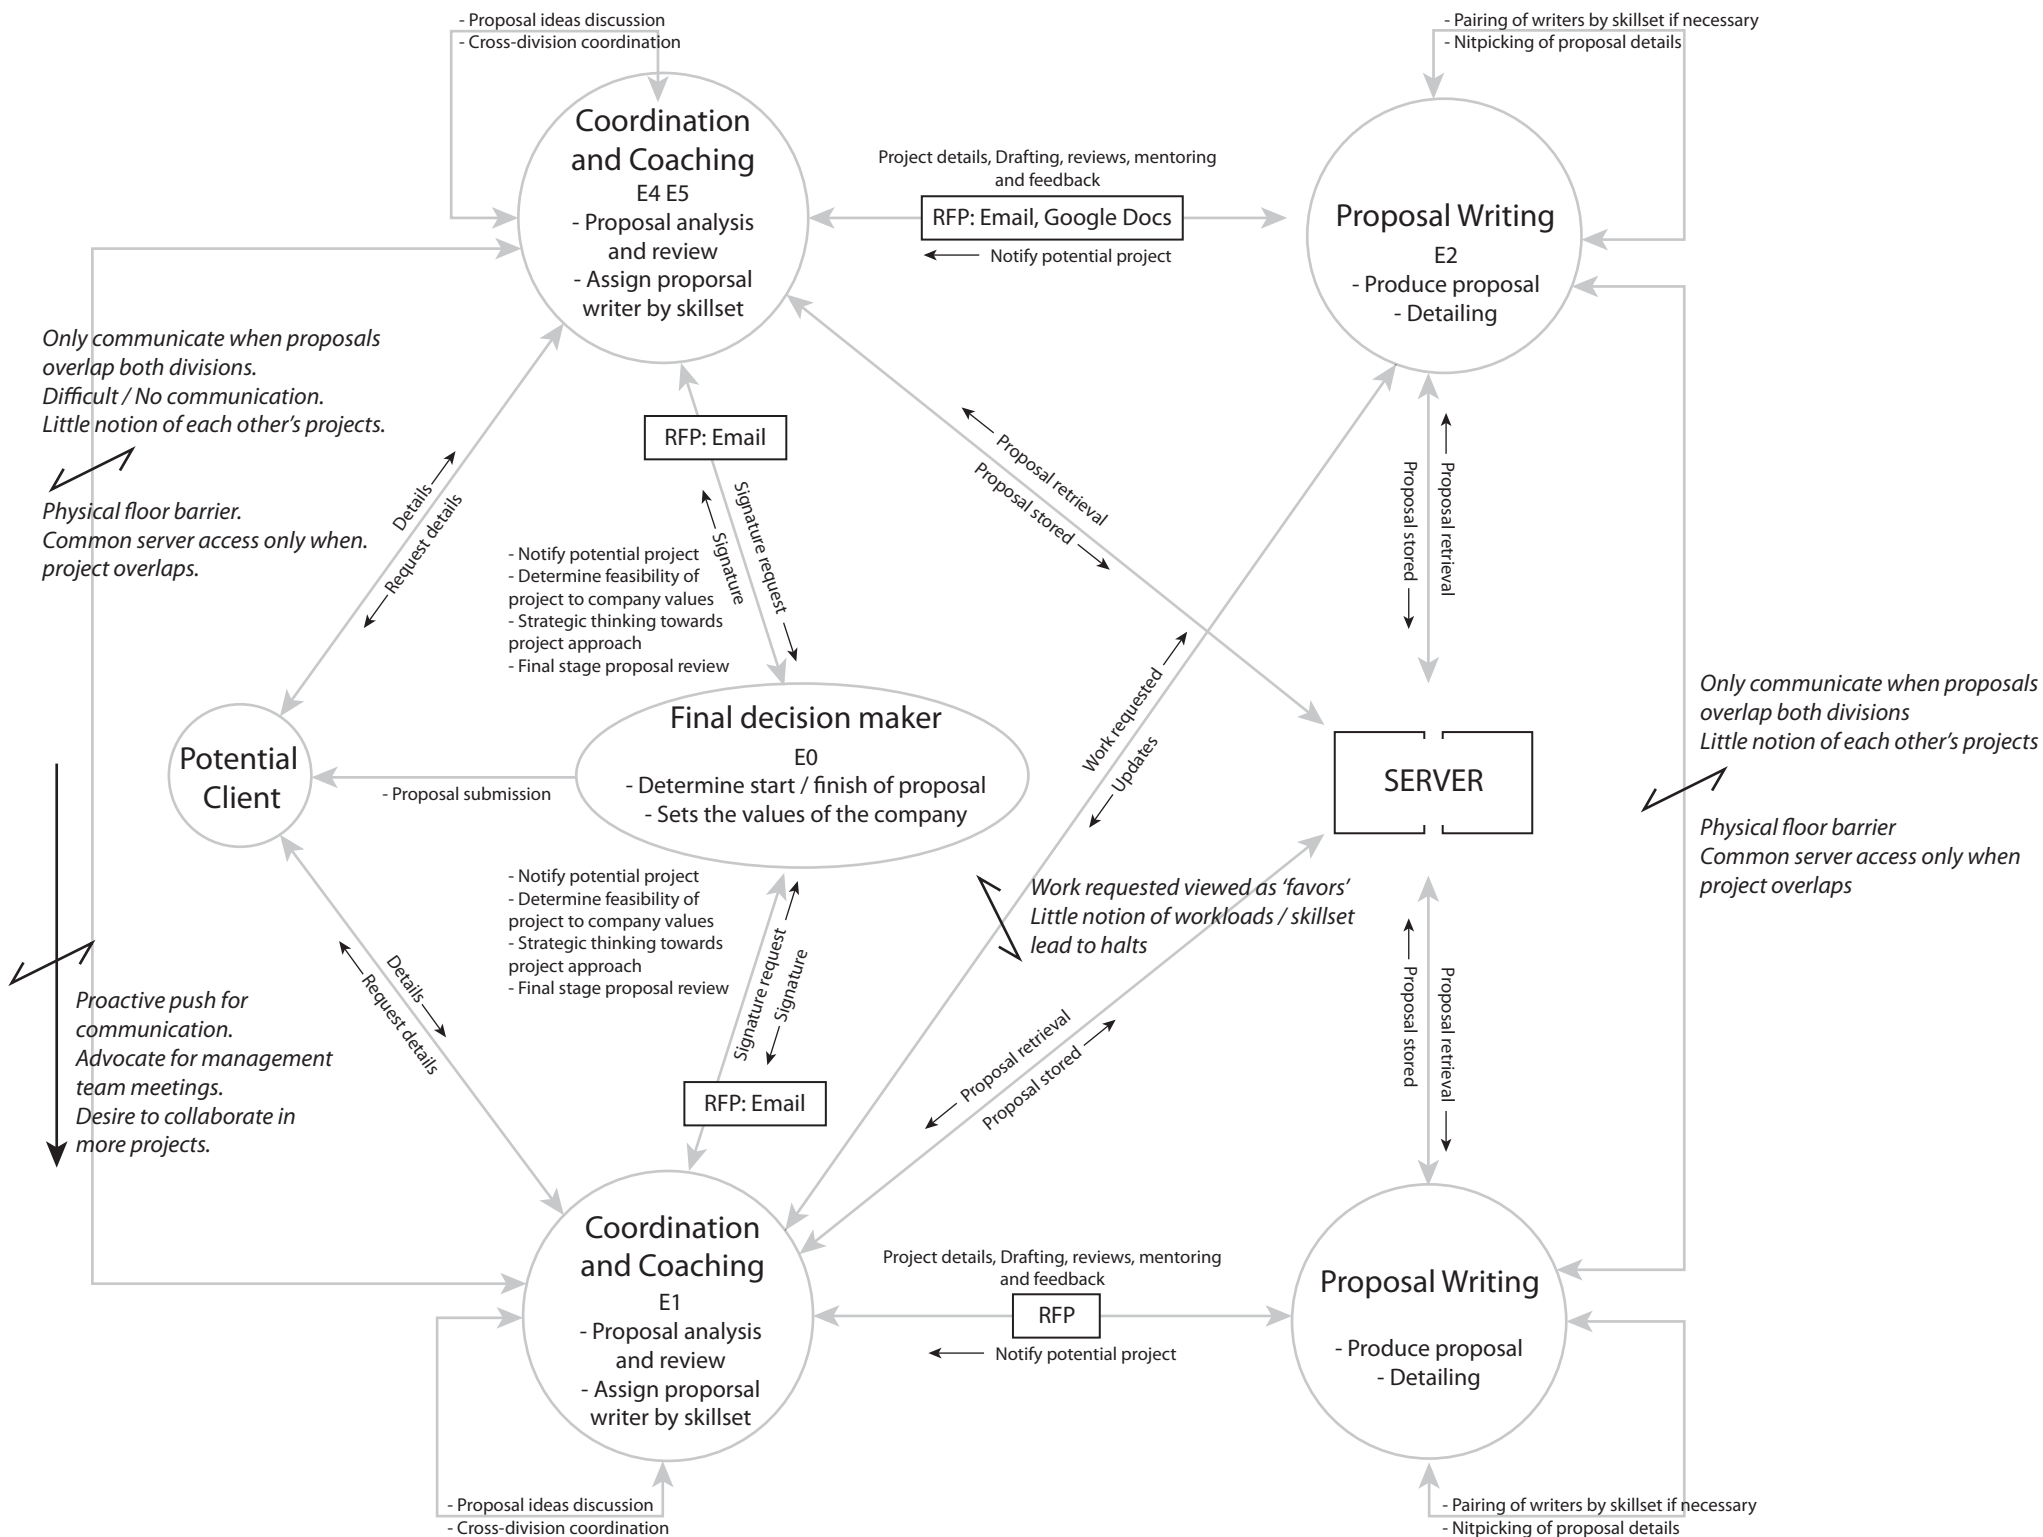 - Proposal ideas discussion
- Cross-division coordination
- Pairing of writers by skillset if necessary
- Nitpicking of proposal details
Coordination
and Coaching
E4 E5
- Proposal analysis
and review
- Assign proporsal
writer by skillset
Project details, Drafting, reviews, mentoring
and feedback
RFP: Email, Google Docs
Notify potential project
Proposal Writing
E2
- Produce proposal
- Detailing
Only communicate when proposals
overlap both divisions.
Difficult / No communication.
Little notion of each other's projects.
Physical floor barrier.
Common server access only when.
project overlaps.
Details
Request details
RFP: Email
Signature request
Signature
- Notify potential project
- Determine feasibility of
project to company values
- Strategic thinking towards
project approach
- Final stage proposal review
Proposal retrieval
Proposal stored
Proposal stored
Proposal retrieval
Work requested
Updates
Potential
Client
- Proposal submission
Final decision maker
E0
- Determine start / finish of proposal
- Sets the values of the company
SERVER
Only communicate when proposals
overlap both divisions
Little notion of each other's projects
Physical floor barrier
Common server access only when
project overlaps
- Notify potential project
- Determine feasibility of
project to company values
- Strategic thinking towards
project approach
- Final stage proposal review
Work requested viewed as ‘favors’
Little notion of workloads / skillset
lead to halts
Details
Request details
Signature request
Signature
RFP: Email
Proposal retrieval
Proposal stored
Proposal stored
Proposal retrieval
Proactive push for
communication.
Advocate for management
team meetings.
Desire to collaborate in
more projects.
Coordination
and Coaching
E1
- Proposal analysis
and review
- Assign proporsal
writer by skillset
Project details, Drafting, reviews, mentoring
and feedback
RFP
Notify potential project
Proposal Writing
- Produce proposal
- Detailing
- Proposal ideas discussion
- Cross-division coordination
- Pairing of writers by skillset if necessary
- Nitpicking of proposal details